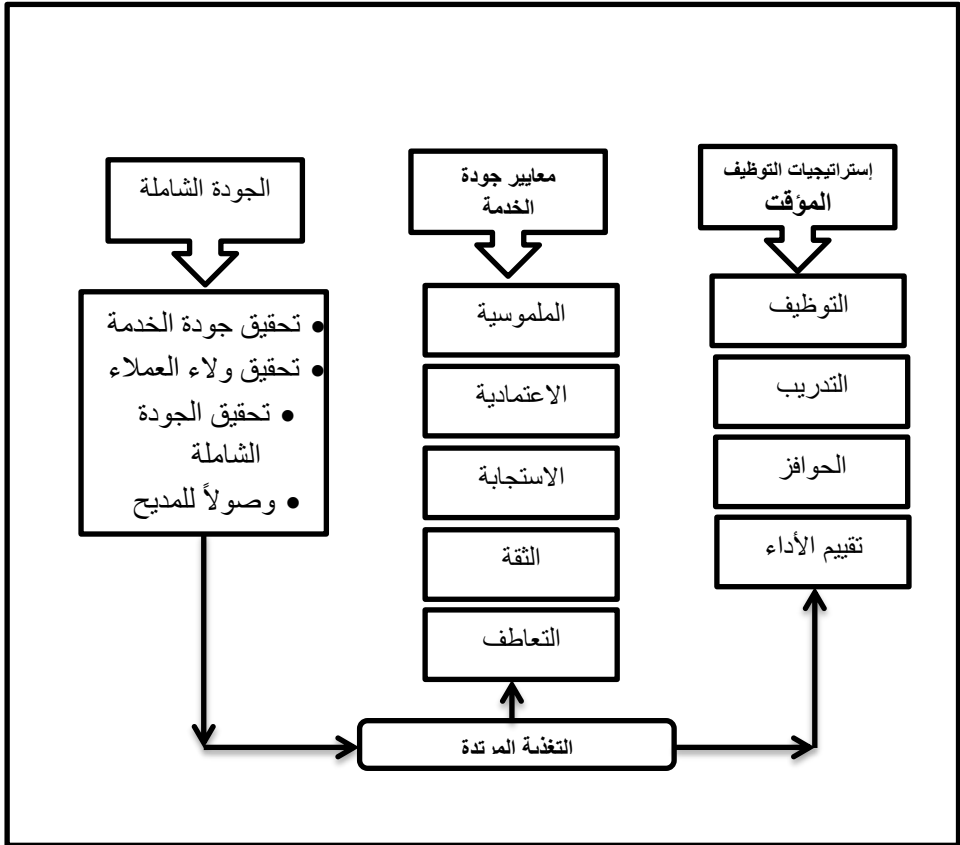 إستراتيجيات التوظيف
المؤقت
التوظيف
التدريب
الحوافز
تقييم الأداء
معايير جودة
الخدمة
الملموسية
الاعتمادية
الاستجابة
الثقة
التعاطف
الجودة الشاملة
• تحقيق جودة الخدمة
• تحقيق ولاء العملاء
• تحقيق الجودة
الشاملة
• وصولاً للمديح
التغذية المرتدة